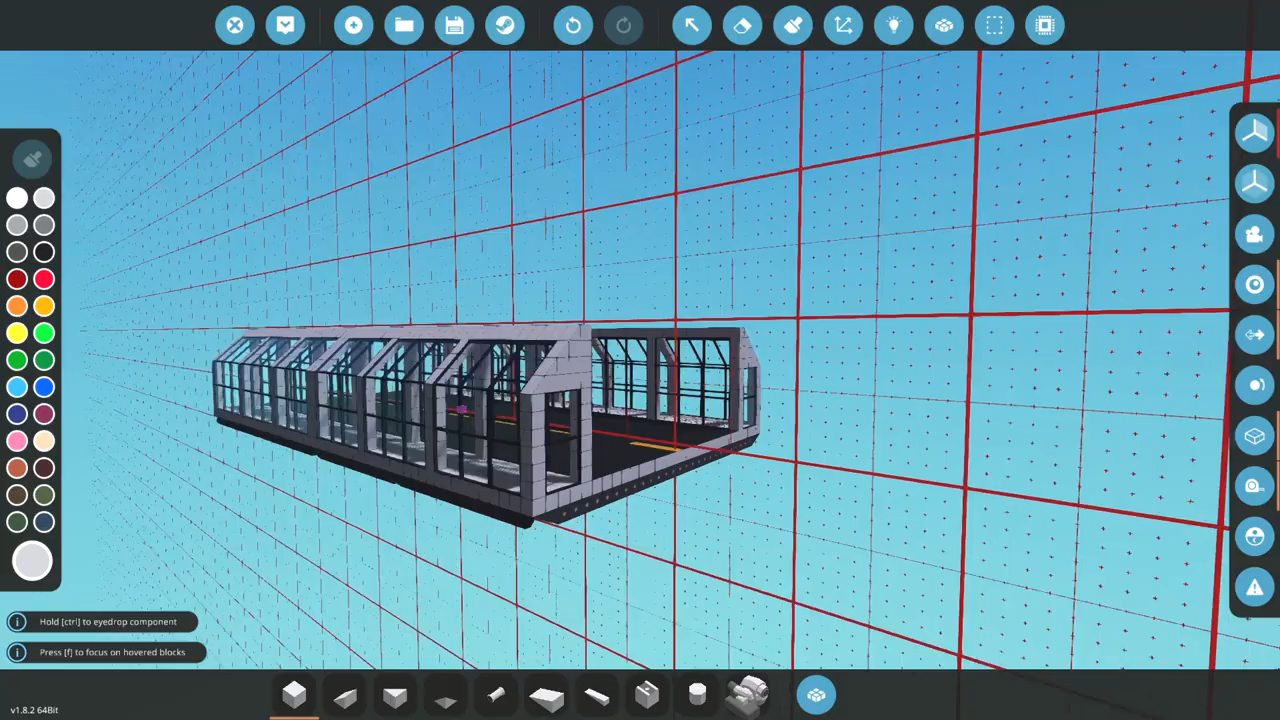 Hold [ctrl] to eyedrop component
Press [f] to focus on hovered blocks
v1.8.2 64Bit